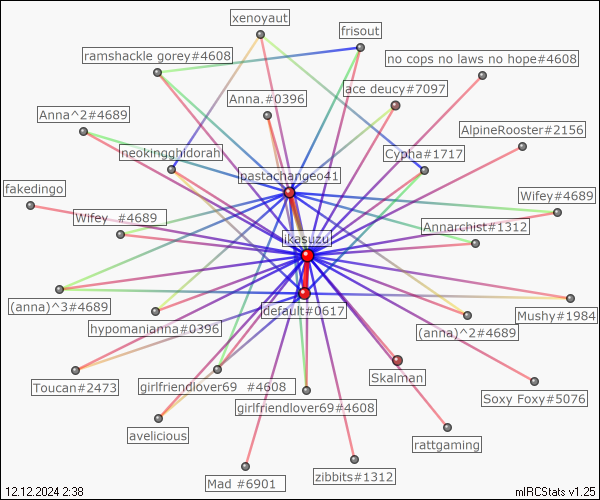 xenoyaut
frisout
ramshackle gorey#4608
no cops no laws no hope#4608
ace deucy#7097
Anna.#0396
Anna^2#4689
AlpineRooster#2156
neokingghidorah
Cypha#1717
pastachangeo41
fakedingo
Wifey#4689
Wifey_#4689
Annarchist#1312
ikasuzu
(anna)^3#4689
default#0617
Mushy#1984
hypomanianna#0396
(anna)^2#4689
Skalman
Toucan#2473
girlfriendlover69_#4608
Soxy Foxy#5076
girlfriendlover69#4608
avelicious
rattgaming
Mad_#6901
zibbits#1312
12.12.2024 2:38
mIRCStats v1.25